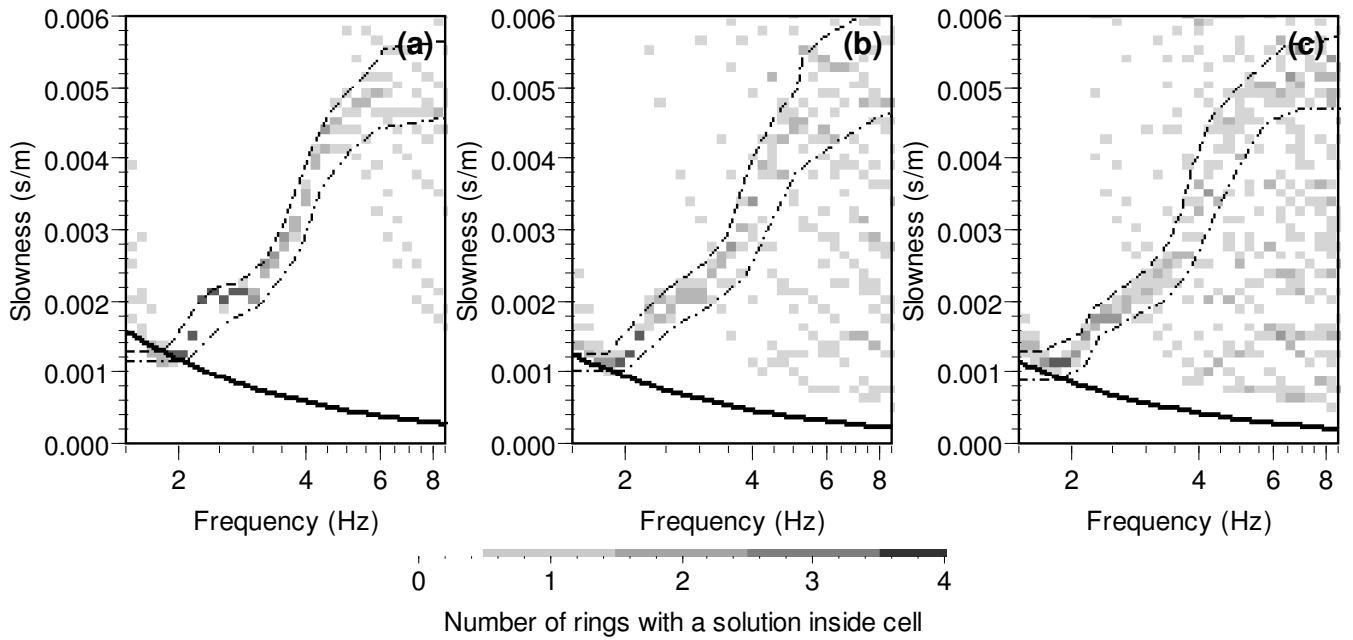 0.006
0.005
0.004
0.003
0.002
0.001
0.000
Slowness (s/m)
2 4 6 8
Frequency (Hz)
(a)
0.006
0.005
0.004
0.003
0.002
0.001
0.000
Slowness (s/m)
2 4 6 8
Frequency (Hz)
(b)
0.006
0.005
0.004
0.003
0.002
0.001
0.000
Slowness (s/m)
2 4 6 8
Frequency (Hz)
(c)
0 1 2 3 4
Number of rings with a solution inside cell